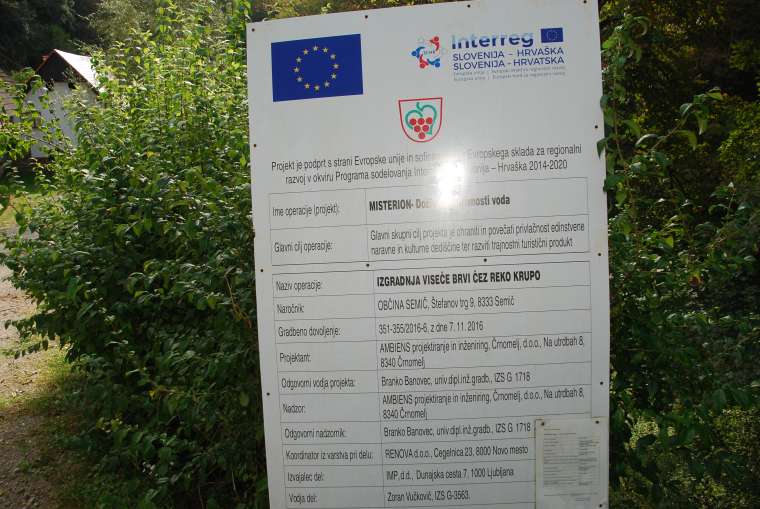 Interreg
SLOVENIJA - HRVAŠKA
SLOVENIJA - HRVATSKA
Projekt je podprt s strani Evropske unije in Evropskega sklada za regionalni
razvoj v okviru Programa sodelovanja – Hrvaška 2014-2020
Ime operacije (projekt): MISTERION- voda
Glavni cilj operacije: Glavni skupni cilj projekta je ohraniti in povečati privlačnost edinstvene
naravne in kulturne dediščine ter razviti trajnostni turistični produkt
Naziv operacije: IZGRADNJA VISEČE BRVI ČEZ REKO KRUPO
Naročnik: OBČINA SEMIČ, Štefanov trg 9, 8333 Semič
Gradbeno dovoljenje: 351-355/2016-6, z dne 7. 11. 2016
Projektant: AMBIENS projektiranje in inženiring, Črnomelj, d.o.o., Na utrdbah 8,
8340 Črnomelj
Odgovorni vodja projekta: Branko Banovec, univ.dipl.inž.gradb., IZS G 1718
Nadzor: AMBIENS projektiranje in inženiring, Črnomelj, d.o.o., Na utrdbah 8,
8340 Črnomelj
Odgovorni nadzornik: Branko Banovec, univ.dipl.inž.gradb., IZS G 1718
Koordinator iz varstva pri delu: RENOVA d.o.o., Cegelnica 23, 8000 Novo mesto
Izvajalec del: IMP, d.d., Dunajska cesta 7, 1000 Ljubljana
Vodja del: Zoran Vučković, IZS G-3563.